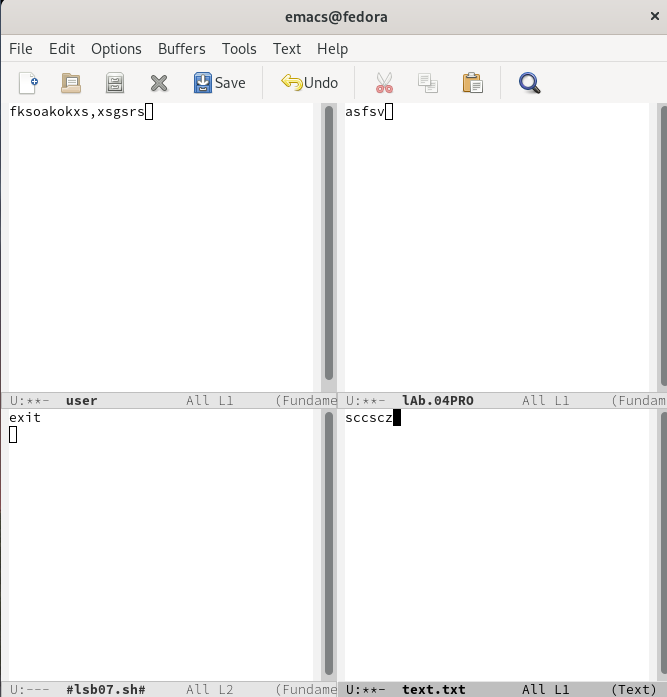 emacs@fedora
File Edit Options Buffers Tools Text Help
Save Undo
fksoakokxs,xsgsrs
asfsv
U:**- user All L1 (Fundame
U:**- lAb.04PRO All L1 (Fundam
exit
sccscz
U:--- #lsb07.sh# All L2 (Fundame
U:**- text.txt All L1 (Text)